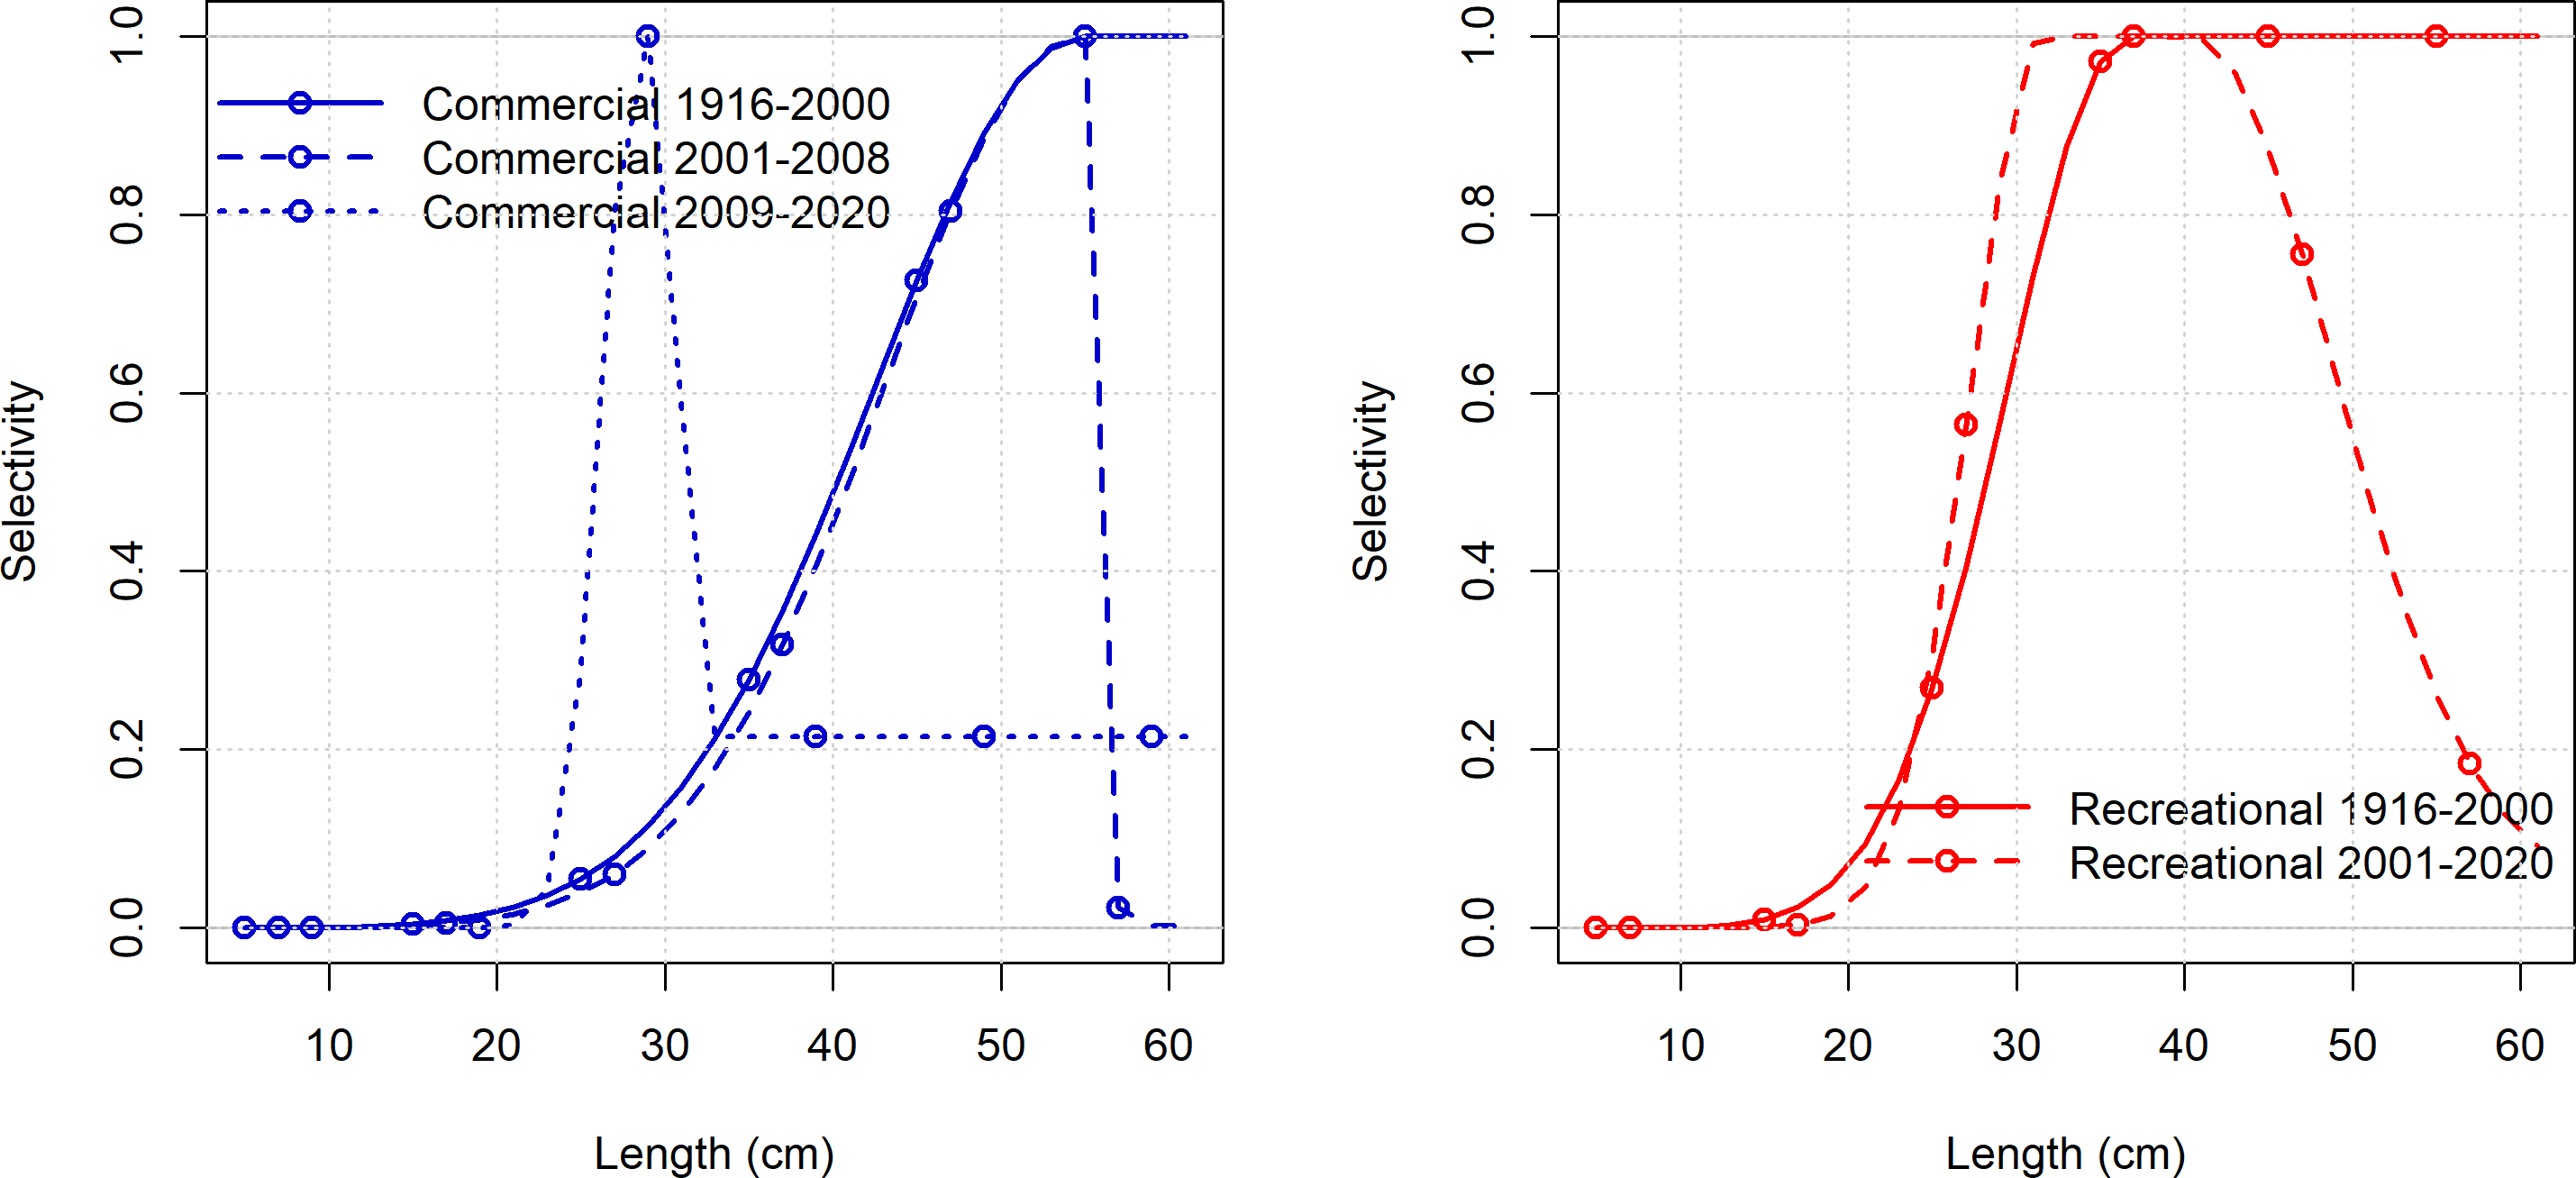 Selectivity
1.0
0.8
0.6
0.4
0.2
0.0
Commercial 1916-2000
Commercial 2001-2008
Commercial 2009-2020
10 20 30 40 50 60
Length (cm)
Selectivity
1.0
0.8
0.6
0.4
0.2
0.0
Recreational 1916-2000
Recreational 2001-2020
10 20 30 40 50 60
Length (cm)